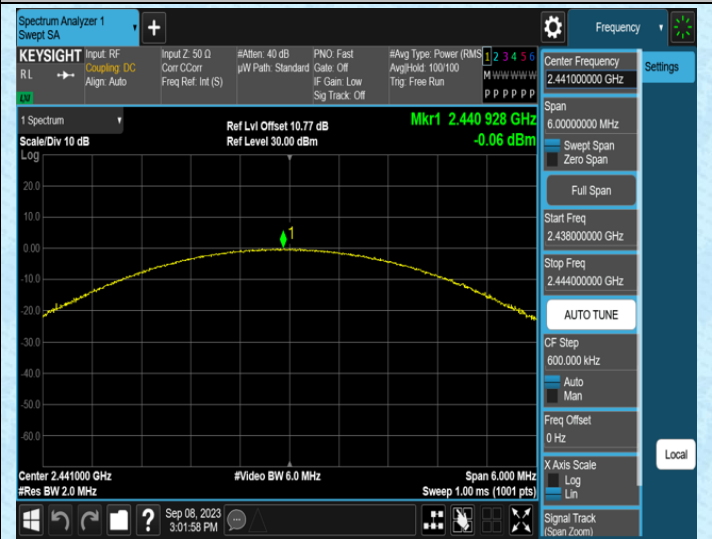 Spectrum Analyzer 1
Swept SA
+
Frequency
KEYSIGHT
RL
LXI
Input: RF
Coupling: DC
Align: Auto
Input Z: 50 Ω
Corr CCorr
Freq Ref: Int (S)
#Atten: 40 dB
µW Path: Standard
PNO: Fast
Gate: Off
IF Gain: Low
Sig Track: Off
#Avg Type: Power (RMS)
Avg|Hold: 100/100
Trig: Free Run
1 2 3 4 5 6
M W W W W W
P P P P P P
1 Spectrum
Scale/Div 10 dB
Ref Lvl Offset 10.77 dB
Ref Level 30.00 dBm
Mkr1 2.440 928 GHz
-0.06 dBm
Log
20.0
10.0
0.00
-10.0
-20.0
-30.0
-40.0
-50.0
-60.0
1
Center 2.441000 GHz
#Res BW 2.0 MHz
#Video BW 6.0 MHz
Span 6.000 MHz
Sweep 1.00 ms (1001 pts)
Center Frequency
2.441000000 GHz
Settings
Span
6.00000000 MHz
Swept Span
Zero Span
Full Span
Start Freq
2.438000000 GHz
Stop Freq
2.444000000 GHz
AUTO TUNE
CF Step
600.000 kHz
Auto
Man
Freq Offset
0 Hz
X Axis Scale
Log
Lin
Signal Track
(Span Zoom)
Local
?
Sep 08, 2023
3:01:58 PM